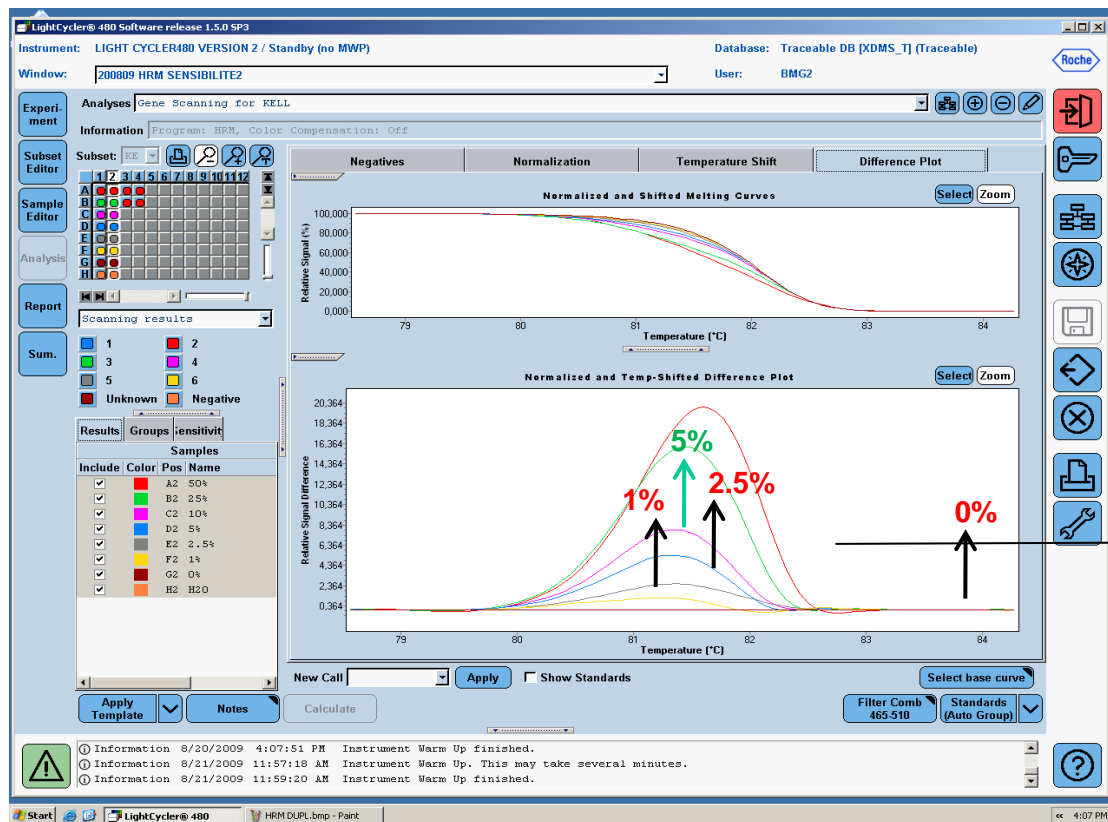 LightCycler® 480 Software release 1.5.0 SP3
Instrument: LIGHT CYCLER480 VERSION 2 / Standby (no MWP) Database: Traceable DB [XDMS_T] (Traceable)
Window: 200809 HRM SENSIBILITE2 User: BMG2
Roche
Experi-
ment
Subset
Editor
Sample
Editor
Analysis
Report
Sum.
Analyses Gene Scanning for KELL
Information Program: HRM, Color Compensation: Off
Subset: KE
1 2 3 4 5 6 7 8 9 10 11 12
A
B
C
D
E
F
G
H
Scanning results
1 2
3 4
5 6
Unknown Negative
Results Groups Sensitivit
Samples
Include Color Pos Name
A2 50%
B2 25%
C2 10%
D2 5%
E2 2.5%
F2 1%
G2 0%
H2 H2O
Negatives Normalization Temperature Shift Difference Plot
Normalized and Shifted Melting Curves
Select Zoom
Relative Signal (%)
100,000
80,000
60,000
40,000
20,000
0,000
79 80 81 82 83 84
Temperature (°C)
Normalized and Temp-Shifted Difference Plot
Select Zoom
Relative Signal Difference
20,364
18,364
16,364
14,364
12,364
10,364
8,364
6,364
4,364
2,364
0,364
5%
1%
2.5%
0%
79 80 81 82 83 84
Temperature (°C)
New Call Apply Show Standards Select base curve
Apply
Template
Notes
Calculate
Filter Comb
465-510
Standards
(Auto Group)
Information 8/20/2009 4:07:51 PM Instrument Warm Up finished.
Information 8/21/2009 11:57:18 AM Instrument Warm Up. This may take several minutes.
Information 8/21/2009 11:59:20 AM Instrument Warm Up finished.
Start LightCycler® 480 HRM DUPL.bmp - Paint « 4:07 PM